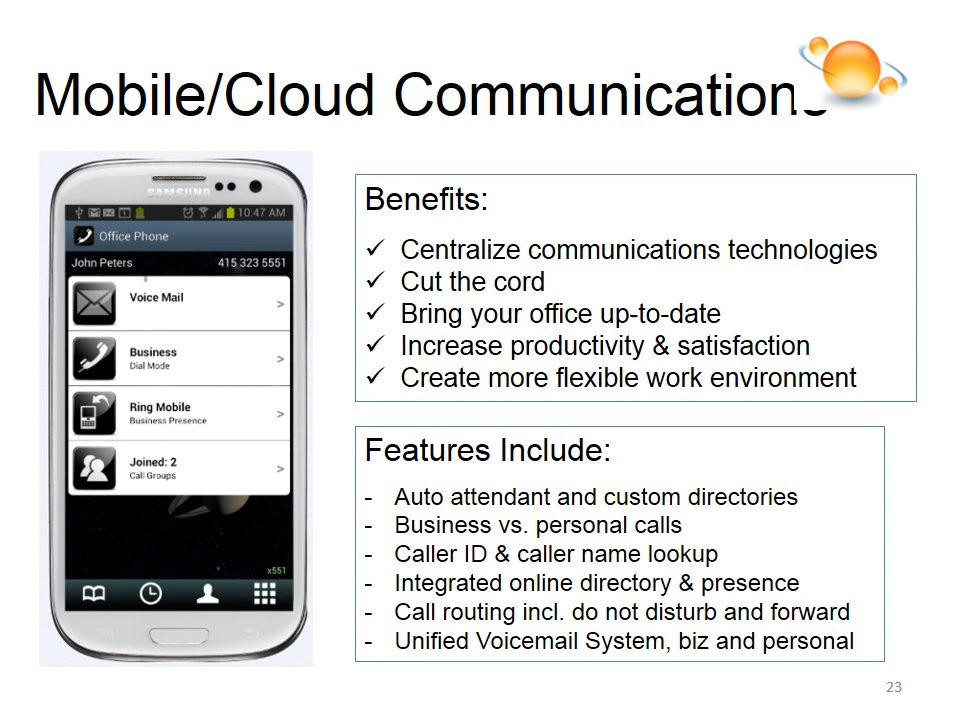 Mobile/Cloud Communications
SAMSUNG
10:47 AM
Office Phone
John Peters 415 323 5551
Voice Mail >
Business
Dial Mode >
Ring Mobile
Business Presence >
Joined: 2
Call Groups >
x551
Benefits:
✓ Centralize communications technologies
✓ Cut the cord
✓ Bring your office up-to-date
✓ Increase productivity & satisfaction
✓ Create more flexible work environment
Features Include:
- Auto attendant and custom directories
- Business vs. personal calls
- Caller ID & caller name lookup
- Integrated online directory & presence
- Call routing incl. do not disturb and forward
- Unified Voicemail System, biz and personal
23